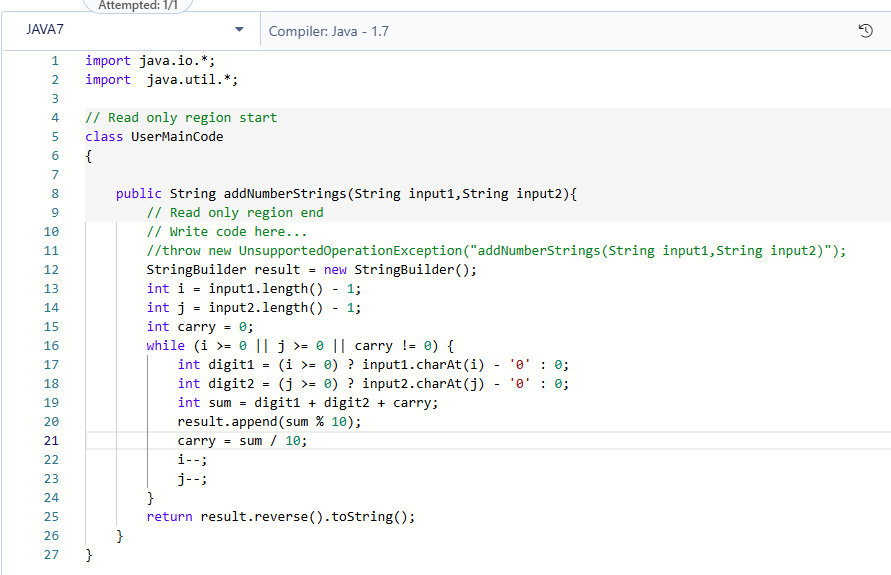 Attempted: 1/1
JAVA7
Compiler: Java - 1.7
1 import java.io.*;
2 import  java.util.*;
3
4 // Read only region start
5 class UserMainCode
6 {
7
8     public String addNumberStrings(String input1,String input2){
9         // Read only region end
10         // Write code here...
11         //throw new UnsupportedOperationException("addNumberStrings(String input1,String input2)");
12         StringBuilder result = new StringBuilder();
13         int i = input1.length() - 1;
14         int j = input2.length() - 1;
15         int carry = 0;
16         while (i >= 0 || j >= 0 || carry != 0) {
17             int digit1 = (i >= 0) ? input1.charAt(i) - '0' : 0;
18             int digit2 = (j >= 0) ? input2.charAt(j) - '0' : 0;
19             int sum = digit1 + digit2 + carry;
20             result.append(sum % 10);
21             carry = sum / 10;
22             i--;
23             j--;
24         }
25         return result.reverse().toString();
26     }
27 }